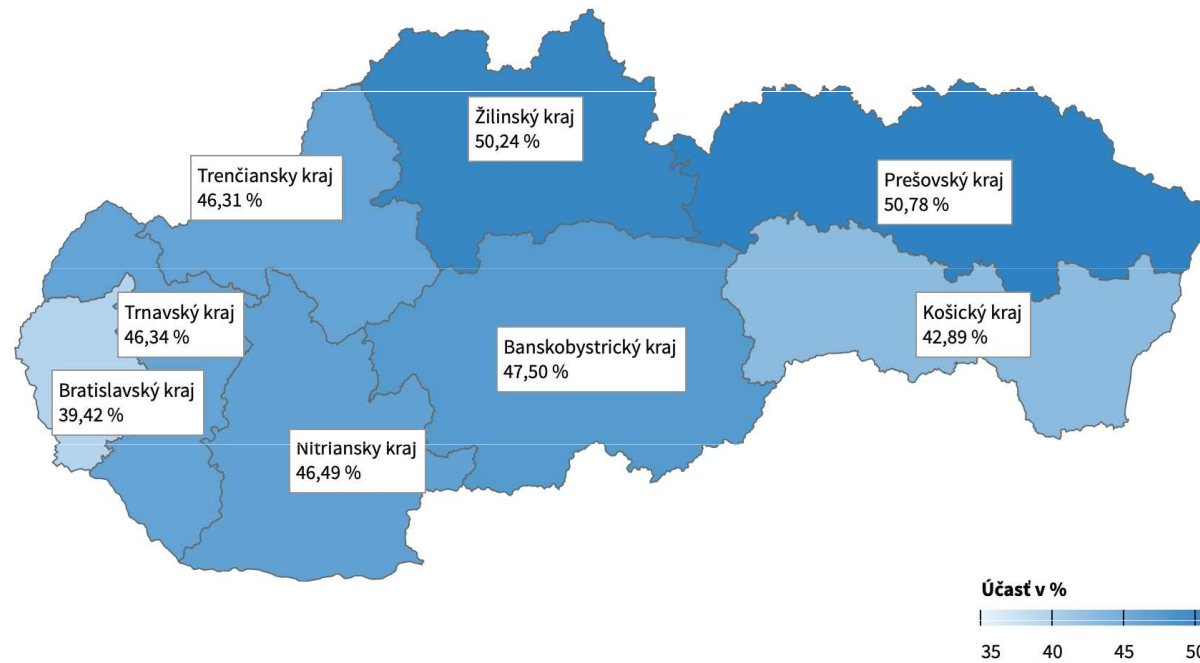 Žilinský kraj
50,24 %
Trenčiansky kraj
46,31 %
Prešovský kraj
50,78 %
Trnavský kraj
46,34 %
Košický kraj
42,89 %
Banskobystrický kraj
47,50 %
Bratislavský kraj
39,42 %
Nitriansky kraj
46,49 %
Účasť v %
35 40 45 50